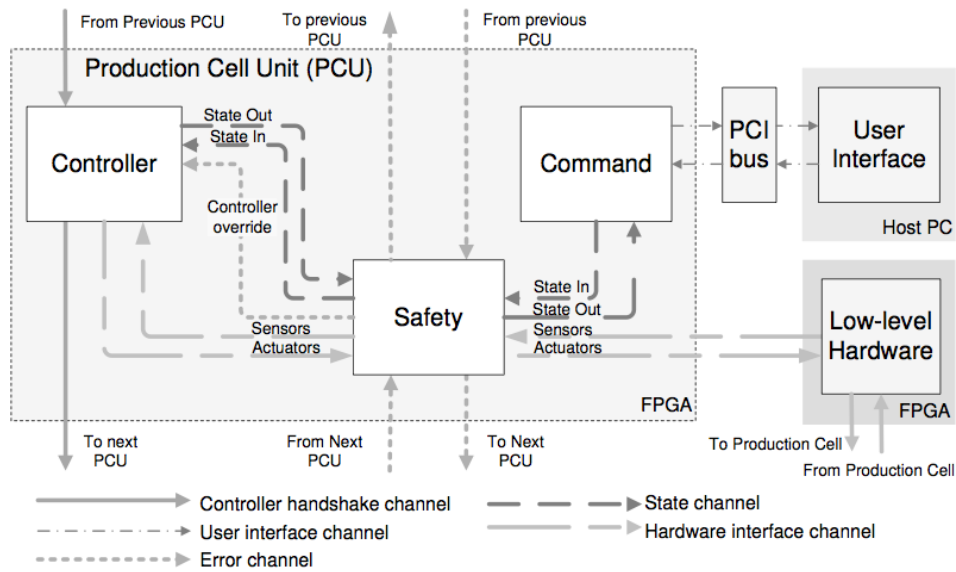 From Previous PCU
To previous
PCU
From previous
PCU
Production Cell Unit (PCU)
State Out
State In
Controller
Controller
override
Command
PCI
bus
User
Interface
Host PC
Safety
State In
State Out
Sensors
Actuators
Sensors
Actuators
Low-level
Hardware
FPGA
FPGA
To next
PCU
From Next
PCU
To Next
PCU
To Production Cell
From Production Cell
Controller handshake channel
State channel
User interface channel
Hardware interface channel
Error channel